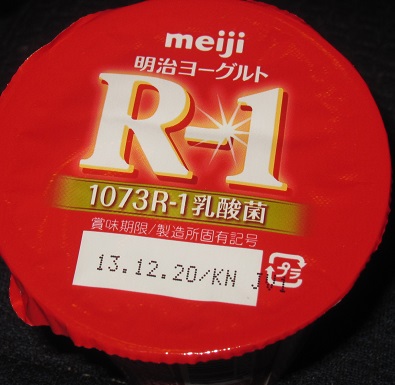 meiji
明治ヨーグルト
R-1
1073R-1乳酸菌
賞味期限/製造所固有記号
13.12.20/KN JVT
プラ